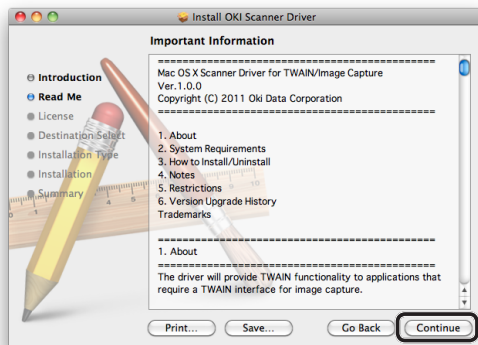 Install OKI Scanner Driver
Important Information
Introduction
Read Me
License
Destination Select
Installation Type
Installation
Summary
==================================================
Mac OS X Scanner Driver for TWAIN/Image Capture
Ver.1.0.0
Copyright (C) 2011 Oki Data Corporation
==================================================
1. About
2. System Requirements
3. How to Install/Uninstall
4. Notes
5. Restrictions
6. Version Upgrade History
Trademarks
==================================================
1. About
==================================================
The driver will provide TWAIN functionality to applications that
require a TWAIN interface for image capture.
Print...
Save...
Go Back
Continue